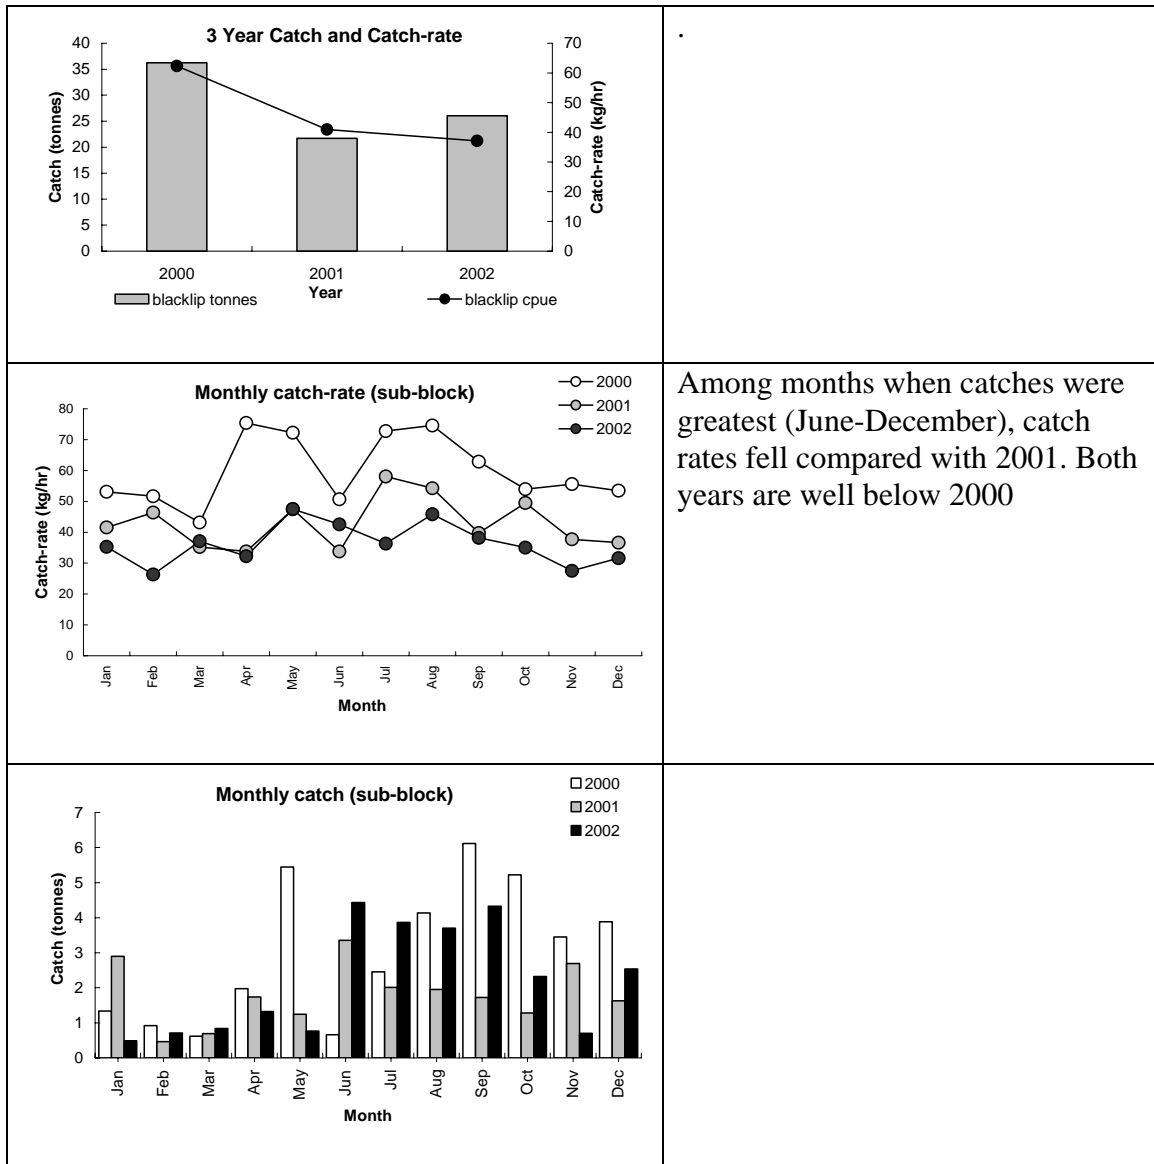 3 Year Catch and Catch-rate
Catch (tonnes)
40
35
30
25
20
15
10
5
0
70
60
50
40
30
20
10
0
Catch-rate (kg/hr)
2000 2001 2002
Year
blacklip tonnes blacklip cpue
.
Monthly catch-rate (sub-block)
2000
2001
2002
Catch-rate (kg/hr)
80
70
60
50
40
30
20
10
0
Jan Feb Mar Apr May Jun Jul Aug Sep Oct Nov Dec
Month
Among months when catches were
greatest (June-December), catch
rates fell compared with 2001. Both
years are well below 2000
Monthly catch (sub-block)
2000
2001
2002
Catch (tonnes)
7
6
5
4
3
2
1
0
Jan Feb Mar Apr May Jun Jul Aug Sep Oct Nov Dec
Month